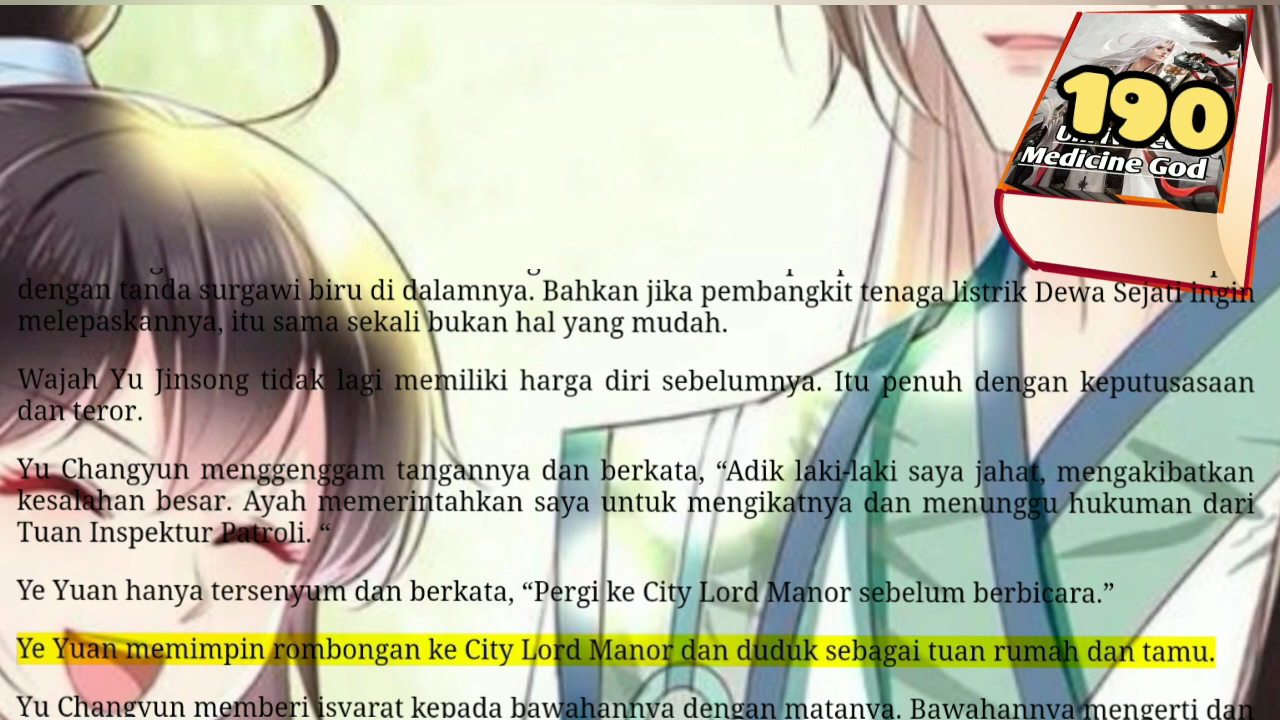 190
Medicine God
dengan tanda surgawi biru di dalamnya. Bahkan jika pembangkit tenaga listrik Dewa Sejati ingin
melepaskannya, itu sama sekali bukan hal yang mudah.
Wajah Yu Jinsong tidak lagi memiliki harga diri sebelumnya. Itu penuh dengan keputusasaan
dan teror.
Yu Changyun menggenggam tangannya dan berkata, “Adik laki-laki saya jahat, mengakibatkan
kesalahan besar. Ayah memerintahkan saya untuk mengikatnya dan menunggu hukuman dari
Tuan Inspektur Patroli. “
Ye Yuan hanya tersenyum dan berkata, “Pergi ke City Lord Manor sebelum berbicara.”
Ye Yuan memimpin rombongan ke City Lord Manor dan duduk sebagai tuan rumah dan tamu.
Yu Changyun memberi isyarat kepada bawahannya dengan matanya. Bawahannya mengerti dan